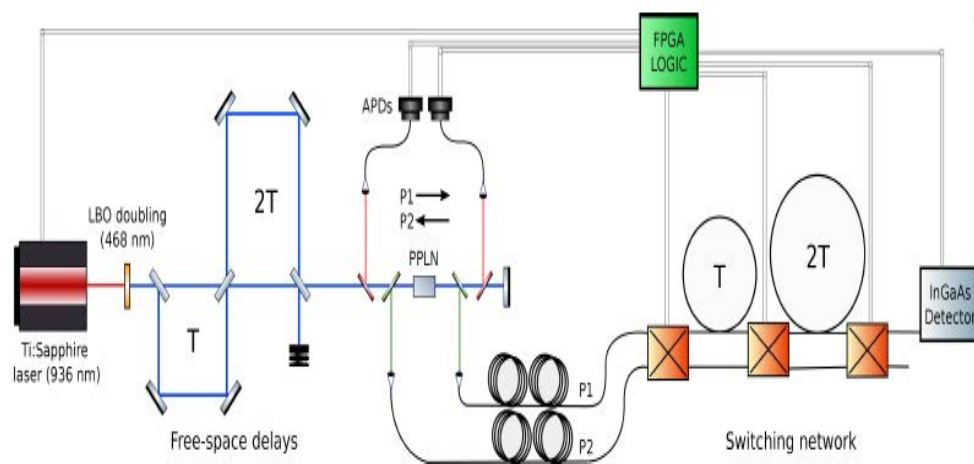 FPGA
LOGIC
APDs
2T
P1
P2
LBO doubling
(468 nm)
PPLN
T
2T
T
InGaAs
Detector
Ti:Sapphire
laser (936 nm)
P1
P2
Free-space delays
Switching network